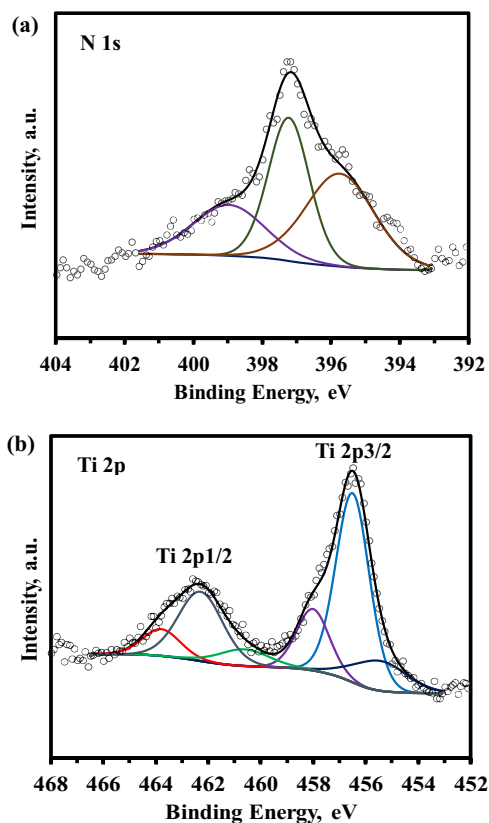 (a)
N 1s
Intensity, a.u.
404 402 400 398 396 394 392
Binding Energy, eV
(b)
Ti 2p
Ti 2p3/2
Ti 2p1/2
Intensity, a.u.
468 466 464 462 460 458 456 454 452
Binding Energy, eV